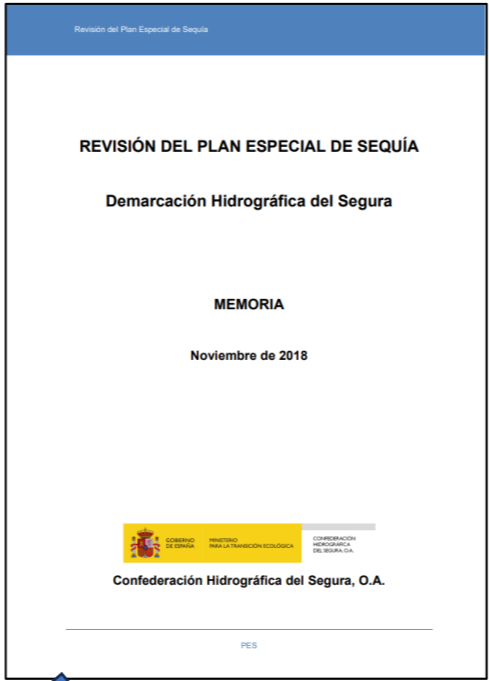 Revisión del Plan Especial de Sequía
REVISIÓN DEL PLAN ESPECIAL DE SEQUÍA
Demarcación Hidrográfica del Segura
MEMORIA
Noviembre de 2018
GOBIERNO
DE ESPAÑA
MINISTERIO
PARA LA TRANSICIÓN ECOLÓGICA
CONFEDERACIÓN
HIDROGRÁFICA
DEL SEGURA, O.A.
Confederación Hidrográfica del Segura, O.A.
PES